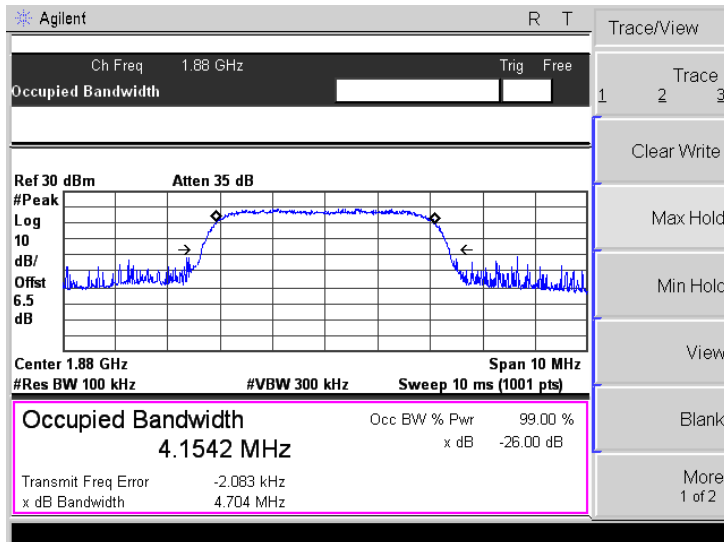 Agilent R T
Ch Freq 1.88 GHz Trig Free
Occupied Bandwidth
Ref 30 dBm Atten 35 dB
#Peak
Log
10
dB/
Offst
6.5
dB
Center 1.88 GHz Span 10 MHz
#Res BW 100 kHz #VBW 300 kHz Sweep 10 ms (1001 pts)
Occupied Bandwidth
4.1542 MHz
Occ BW % Pwr 99.00 %
x dB -26.00 dB
Transmit Freq Error -2.083 kHz
x dB Bandwidth 4.704 MHz
Trace/View
Trace
1 2 3
Clear Write
Max Hold
Min Hold
View
Blank
More
1 of 2